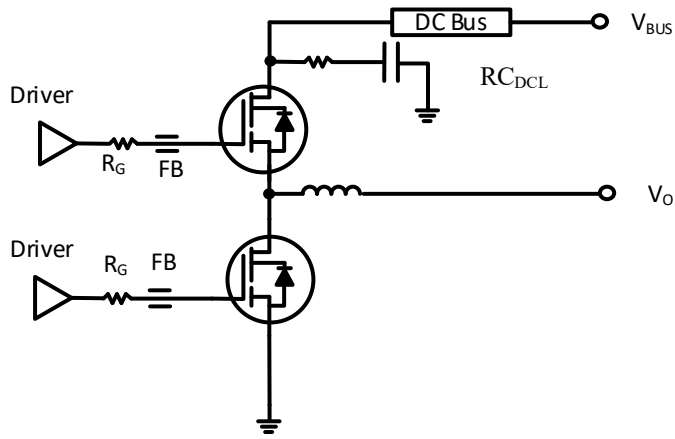 DC Bus
V_BUS
RC_DCL
Driver
R_G
FB
V_O
Driver
R_G
FB